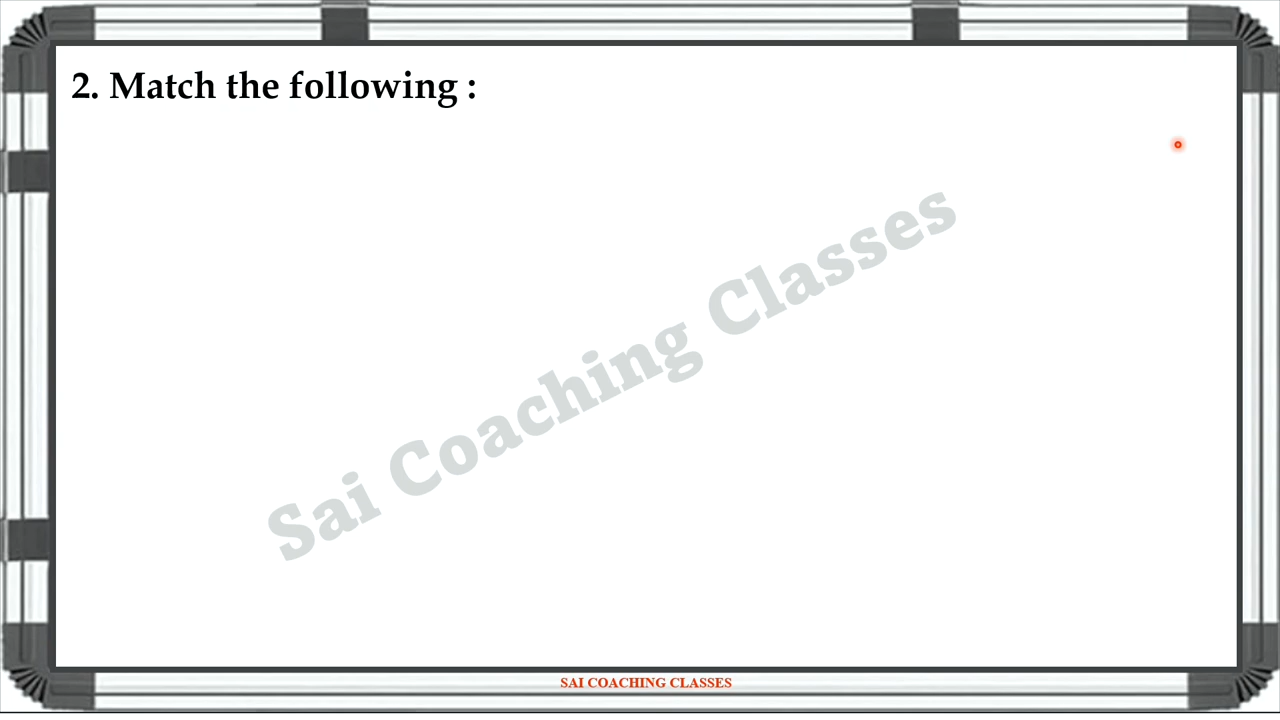 2. Match the following :
Sai Coaching Classes
SAI COACHING CLASSES